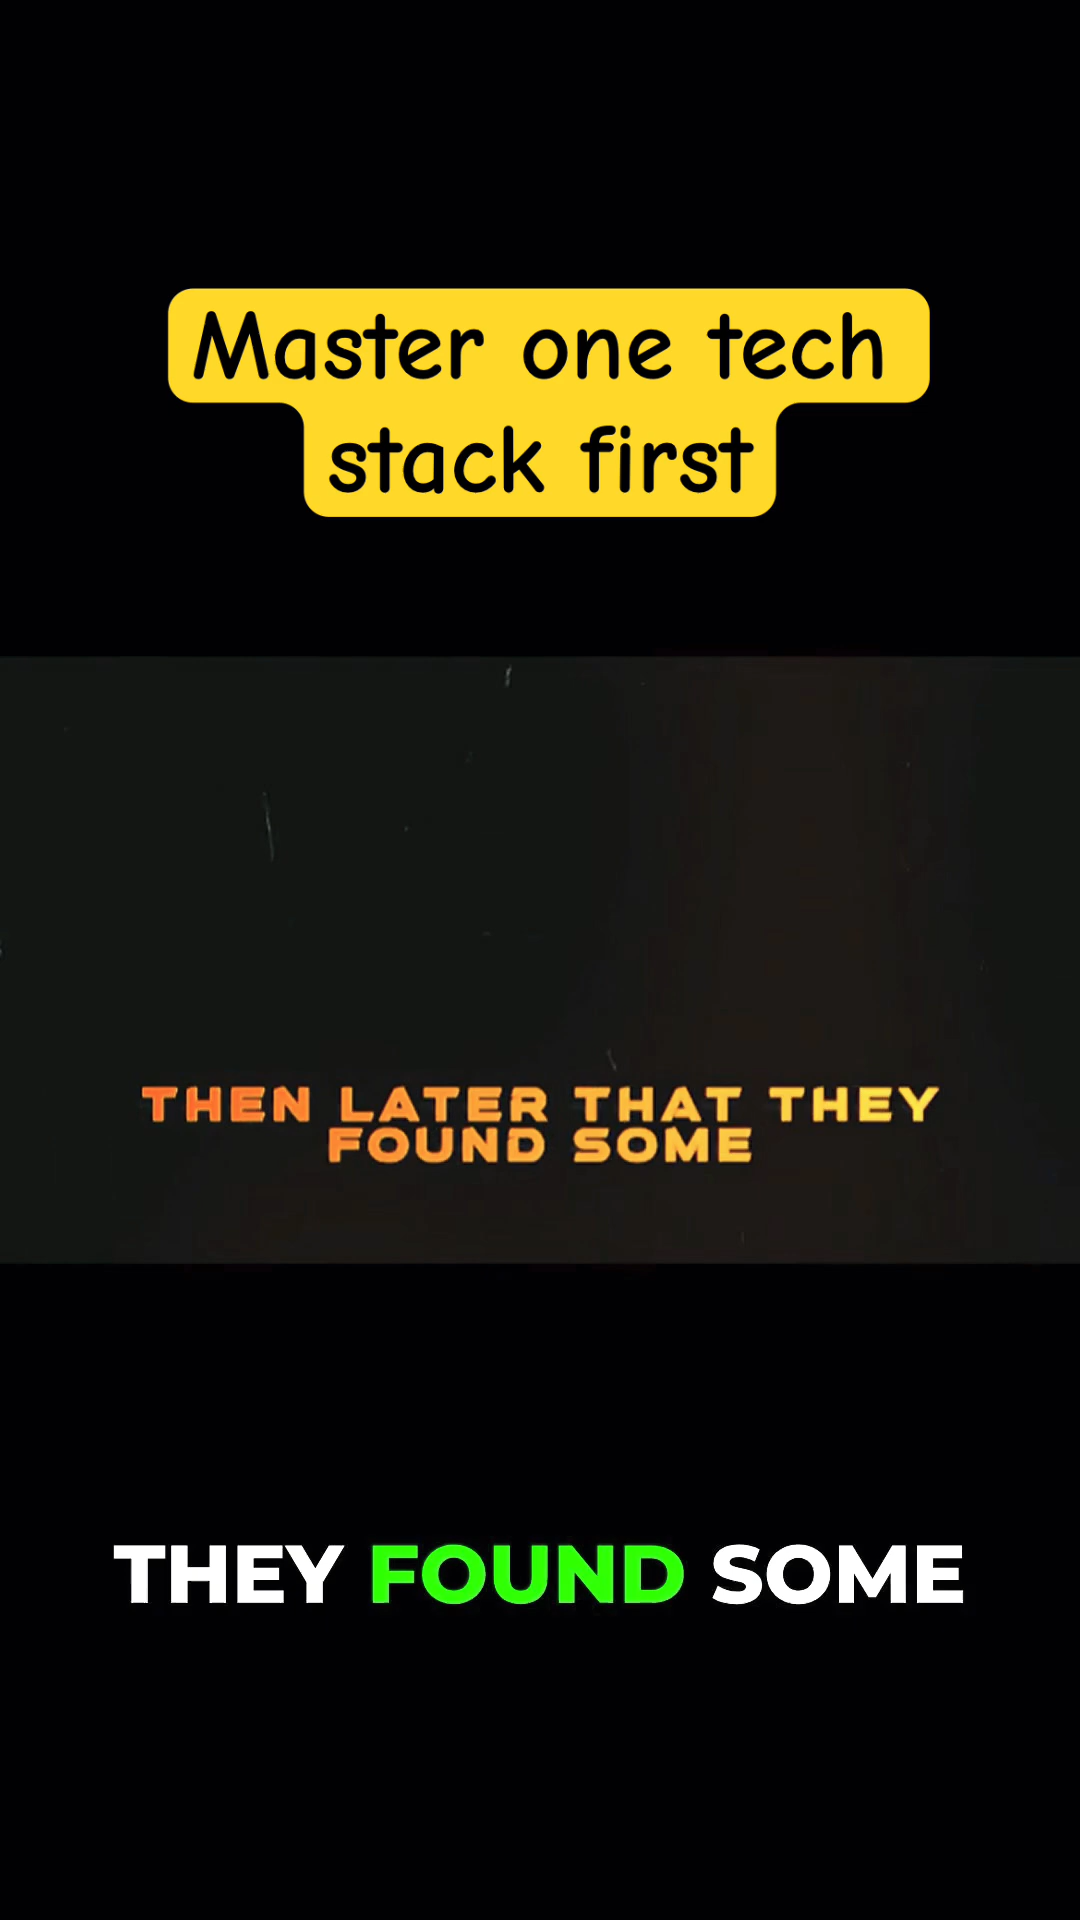 Master one tech
stack first
THEN LATER THAT THEY
FOUND SOME
THEY FOUND SOME